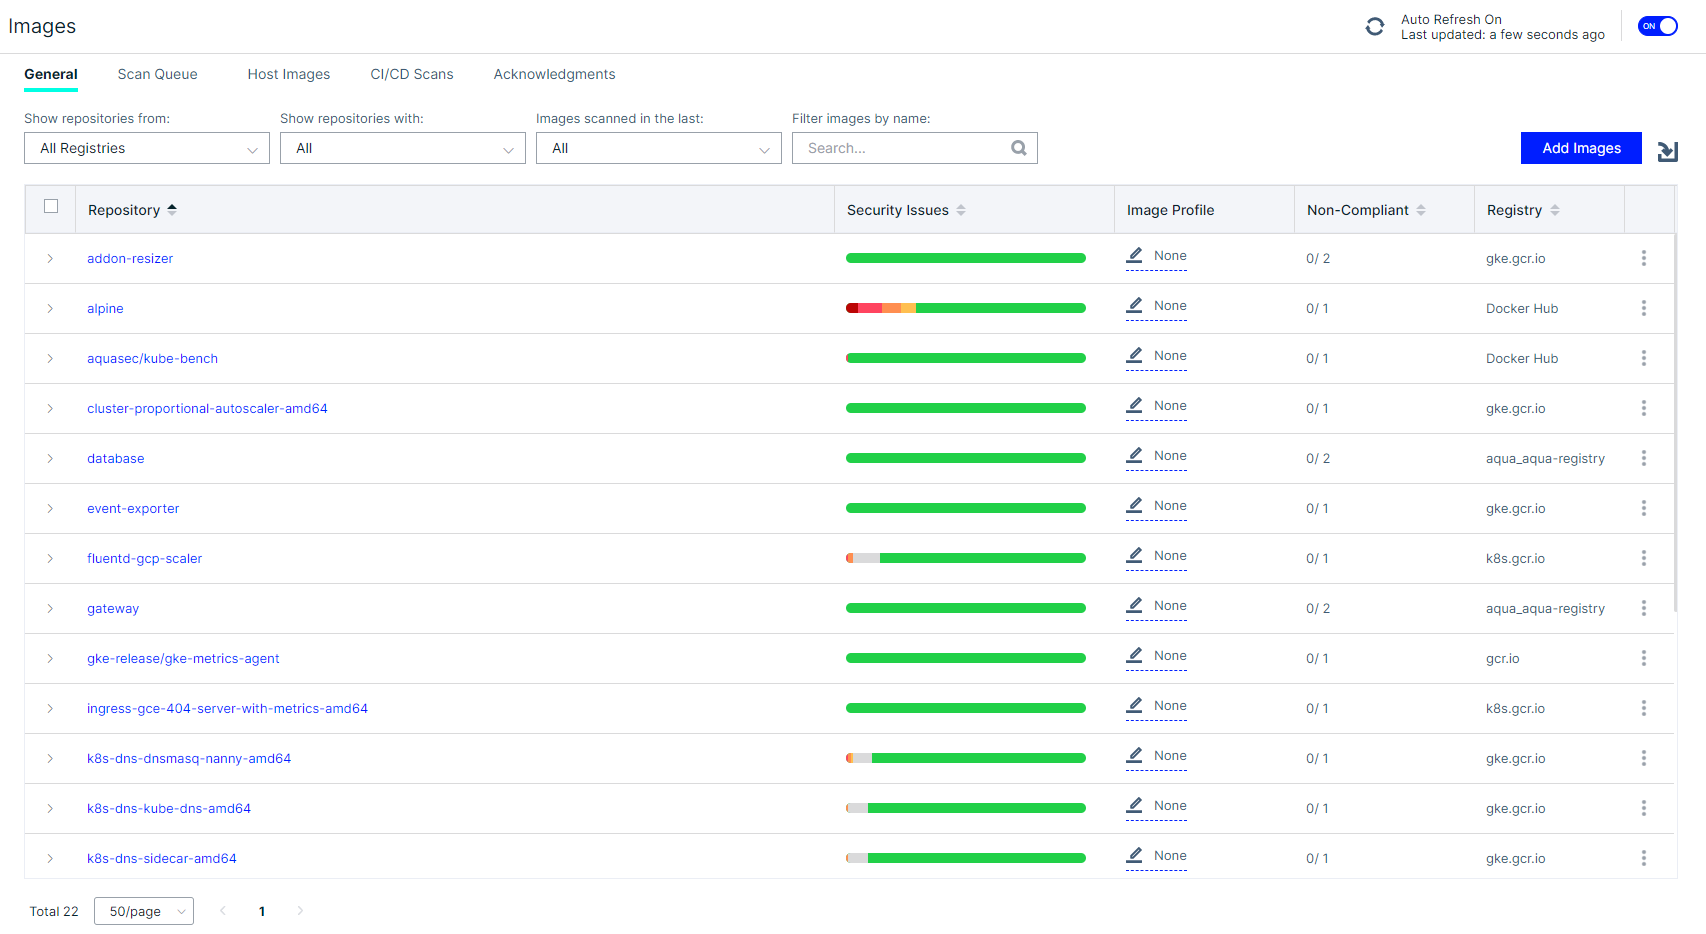 Images
Auto Refresh On
Last updated: a few seconds ago
ON
General Scan Queue Host Images CI/CD Scans Acknowledgments
Show repositories from: Show repositories with: Images scanned in the last: Filter images by name:
All Registries All All Search... Add Images
Repository Security Issues Image Profile Non-Compliant Registry
addon-resizer None 0/ 2 gke.gcr.io
alpine None 0/ 1 Docker Hub
aquasec/kube-bench None 0/ 1 Docker Hub
cluster-proportional-autoscaler-amd64 None 0/ 1 gke.gcr.io
database None 0/ 2 aqua_aqua-registry
event-exporter None 0/ 1 gke.gcr.io
fluentd-gcp-scaler None 0/ 1 k8s.gcr.io
gateway None 0/ 2 aqua_aqua-registry
gke-release/gke-metrics-agent None 0/ 1 gcr.io
ingress-gce-404-server-with-metrics-amd64 None 0/ 1 k8s.gcr.io
k8s-dns-dnsmasq-nanny-amd64 None 0/ 1 gke.gcr.io
k8s-dns-kube-dns-amd64 None 0/ 1 gke.gcr.io
k8s-dns-sidecar-amd64 None 0/ 1 gke.gcr.io
Total 22 50/page 1